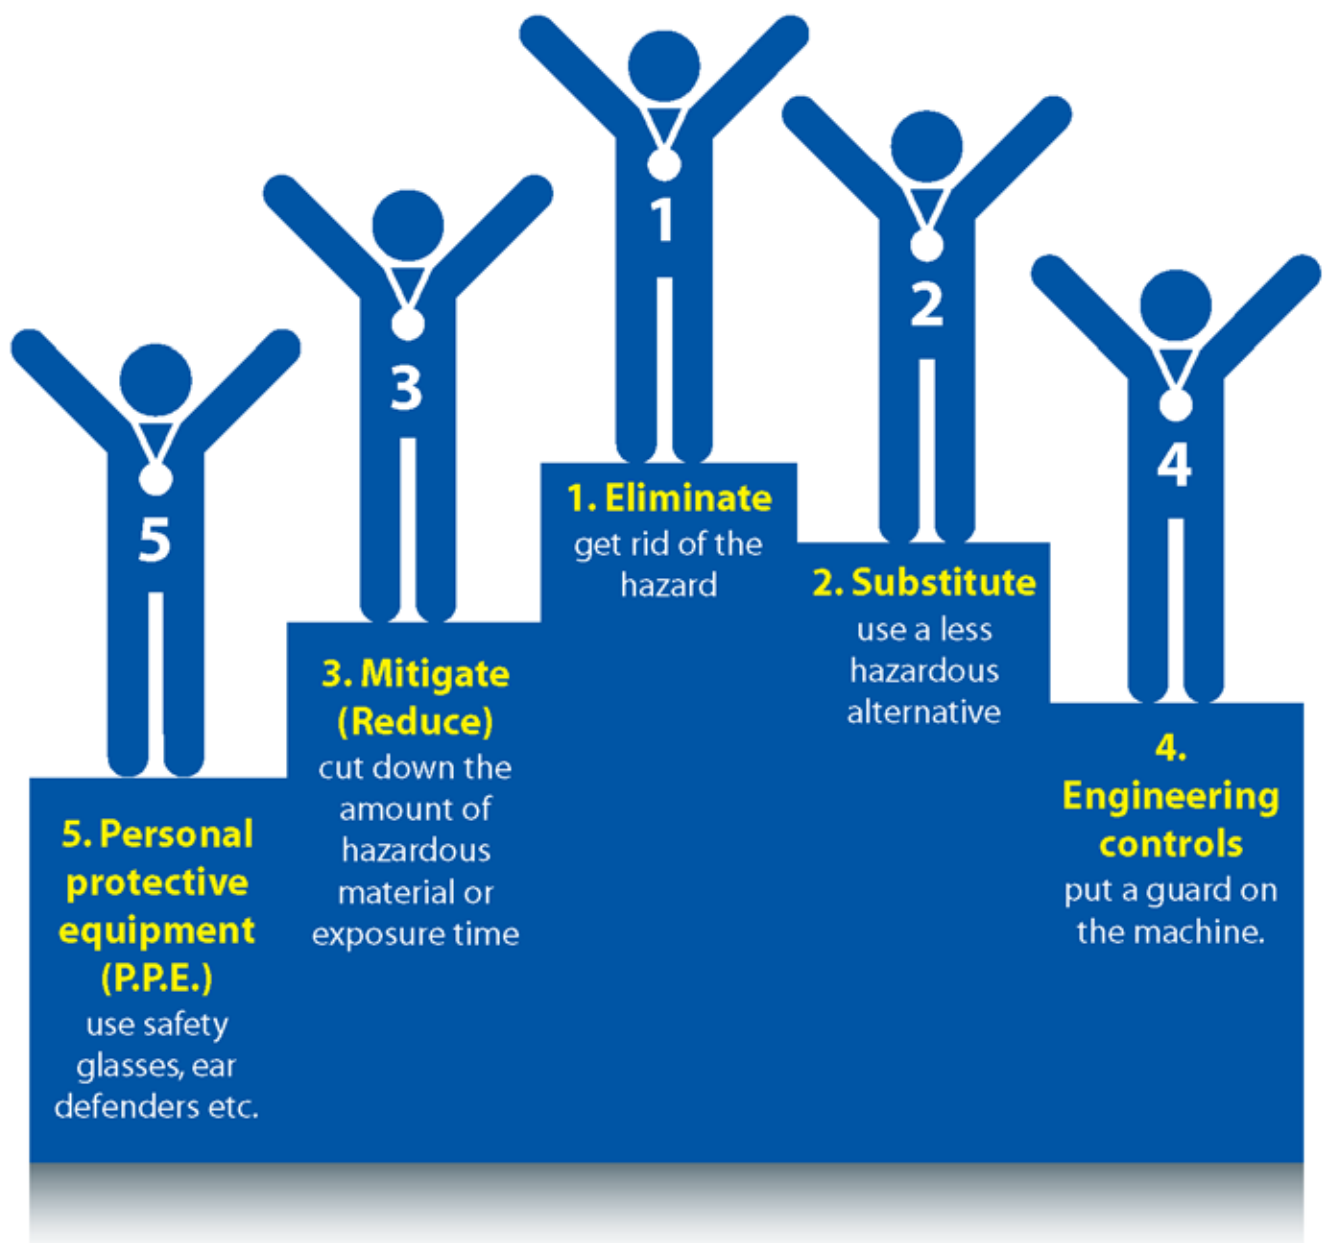 1
2
3
4
5
1. Eliminate
get rid of the
hazard
2. Substitute
use a less
hazardous
alternative
3. Mitigate
(Reduce)
cut down the
amount of
hazardous
material or
exposure time
4.
Engineering
controls
put a guard on
the machine.
5. Personal
protective
equipment
(P.P.E.)
use safety
glasses, ear
defenders etc.